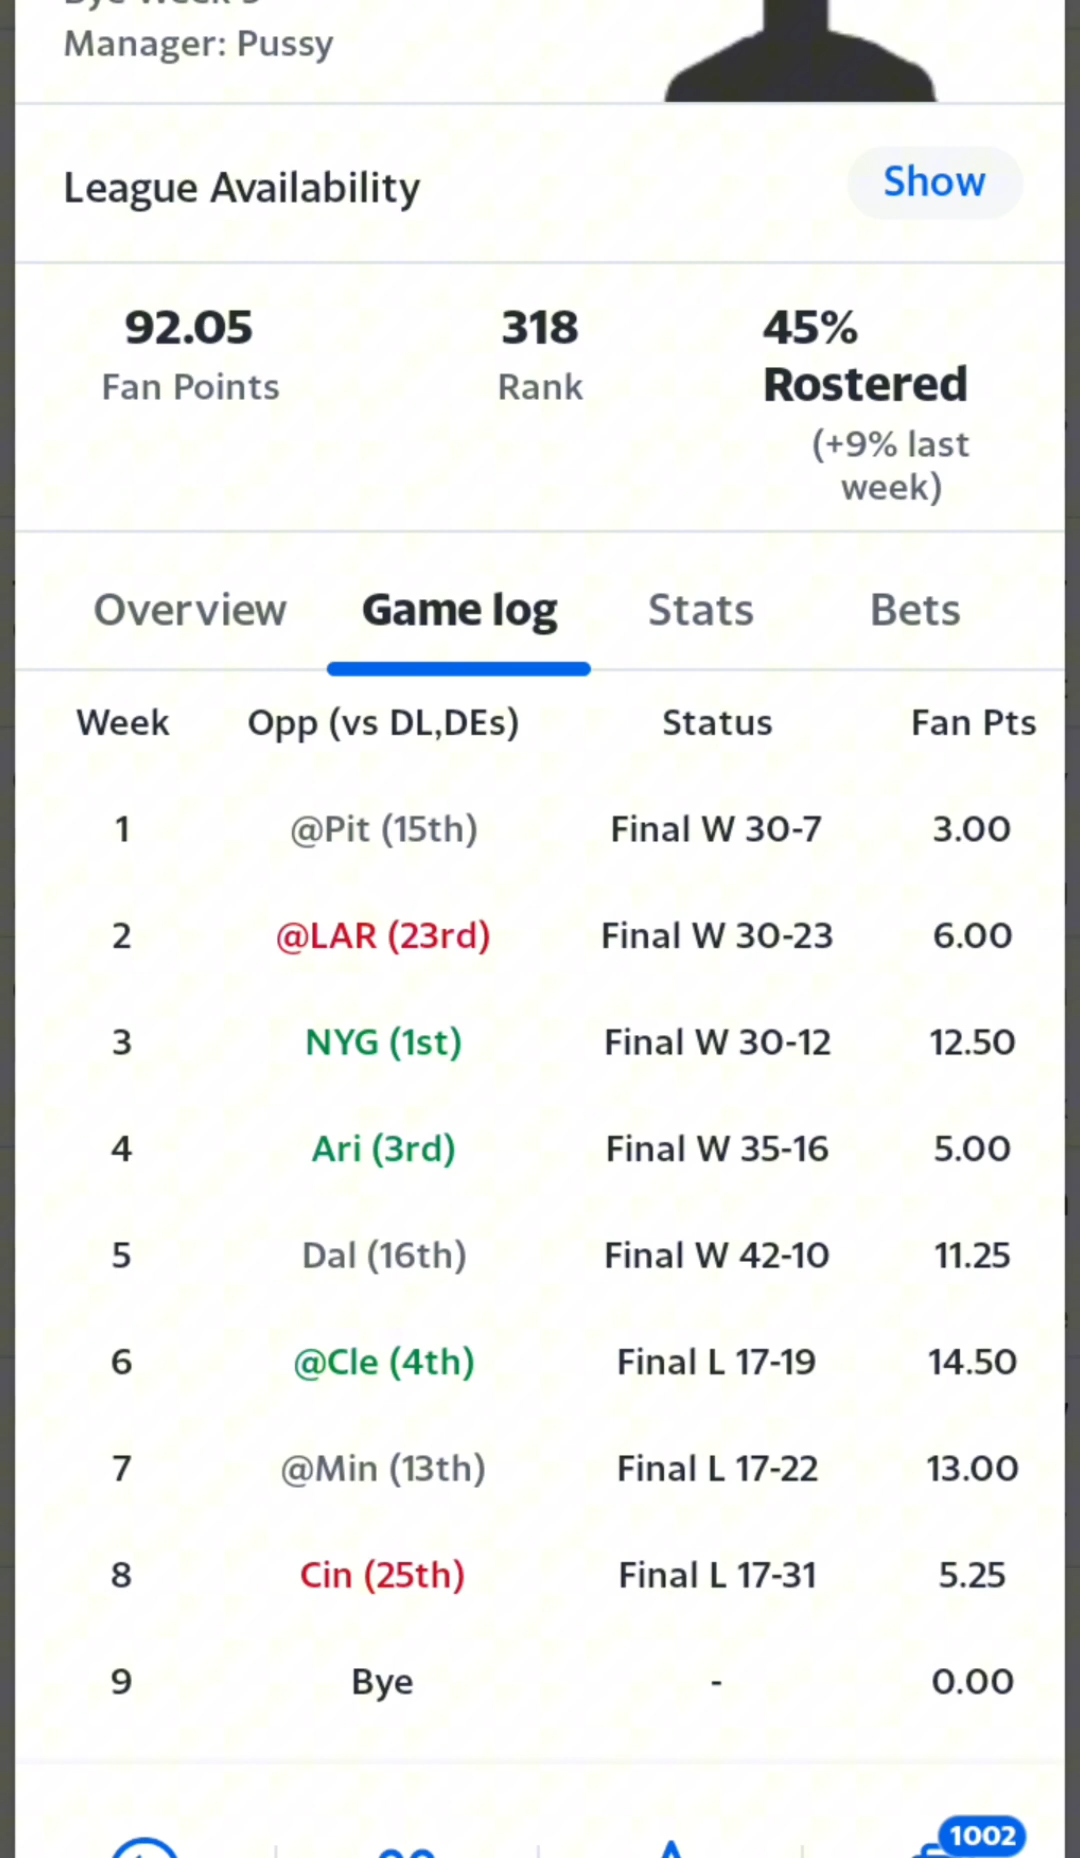 Bye Week 9
Manager: Pussy
League Availability
Show
92.05
Fan Points
318
Rank
45%
Rostered
(+9% last
week)
Overview Game log Stats Bets
Week Opp (vs DL,DEs) Status Fan Pts
1 @Pit (15th) Final W 30-7 3.00
2 @LAR (23rd) Final W 30-23 6.00
3 NYG (1st) Final W 30-12 12.50
4 Ari (3rd) Final W 35-16 5.00
5 Dal (16th) Final W 42-10 11.25
6 @Cle (4th) Final L 17-19 14.50
7 @Min (13th) Final L 17-22 13.00
8 Cin (25th) Final L 17-31 5.25
9 Bye - 0.00
1002